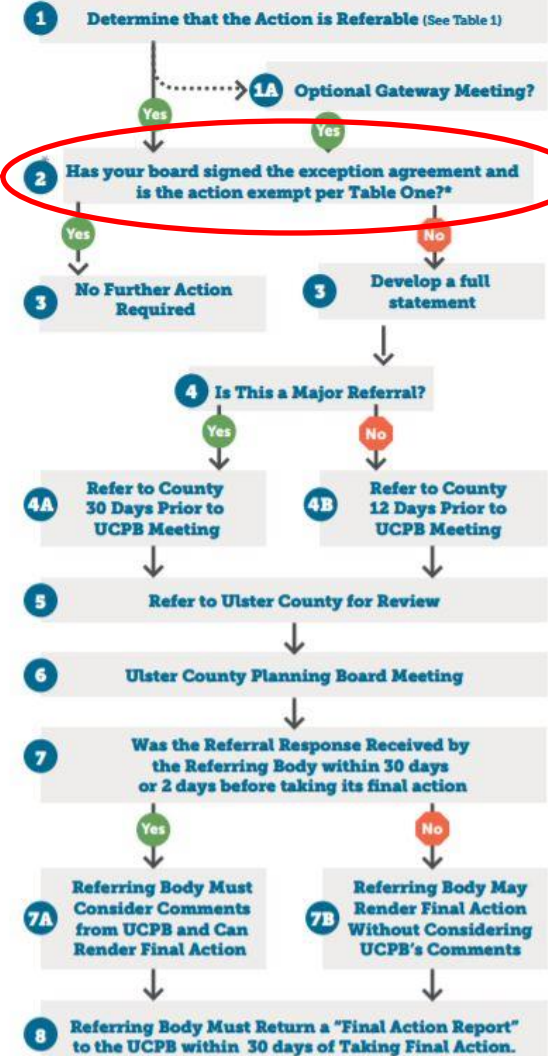 1 Determine that the Action is Referable (See Table 1)
1A Optional Gateway Meeting?
Yes
Yes
*
2 Has your board signed the exception agreement and
is the action exempt per Table One?*
Yes
No
3 No Further Action
Required
3 Develop a full
statement
4 Is This a Major Referral?
Yes
No
4A Refer to County
30 Days Prior to
UCPB Meeting
4B Refer to County
12 Days Prior to
UCPB Meeting
5 Refer to Ulster County for Review
6 Ulster County Planning Board Meeting
7 Was the Referral Response Received by
the Referring Body within 30 days
or 2 days before taking its final action
Yes
No
7A Referring Body Must
Consider Comments
from UCPB and Can
Render Final Action
7B Referring Body May
Render Final Action
Without Considering
UCPB's Comments
8 Referring Body Must Return a "Final Action Report"
to the UCPB within 30 days of Taking Final Action.